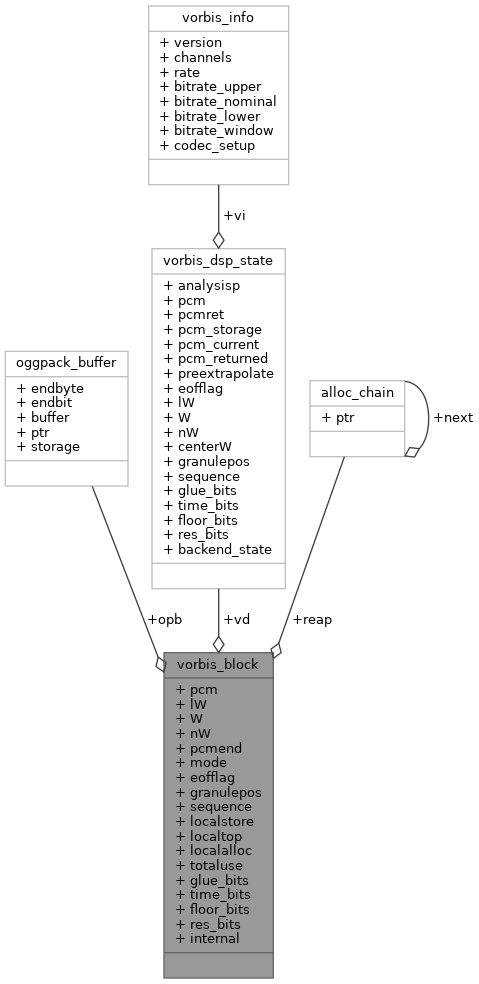 vorbis_info
+ version
+ channels
+ rate
+ bitrate_upper
+ bitrate_nominal
+ bitrate_lower
+ bitrate_window
+ codec_setup
+vi
vorbis_dsp_state
+ analysisp
+ pcm
+ pcmret
+ pcm_storage
+ pcm_current
+ pcm_returned
+ preextrapolate
+ eofflag
+ lW
+ W
+ nW
+ centerW
+ granulepos
+ sequence
+ glue_bits
+ time_bits
+ floor_bits
+ res_bits
+ backend_state
oggpack_buffer
+ endbyte
+ endbit
+ buffer
+ ptr
+ storage
alloc_chain
+ ptr
+next
+opb
+vd
+reap
vorbis_block
+ pcm
+ lW
+ W
+ nW
+ pcmend
+ mode
+ eofflag
+ granulepos
+ sequence
+ localstore
+ localtop
+ localalloc
+ totaluse
+ glue_bits
+ time_bits
+ floor_bits
+ res_bits
+ internal